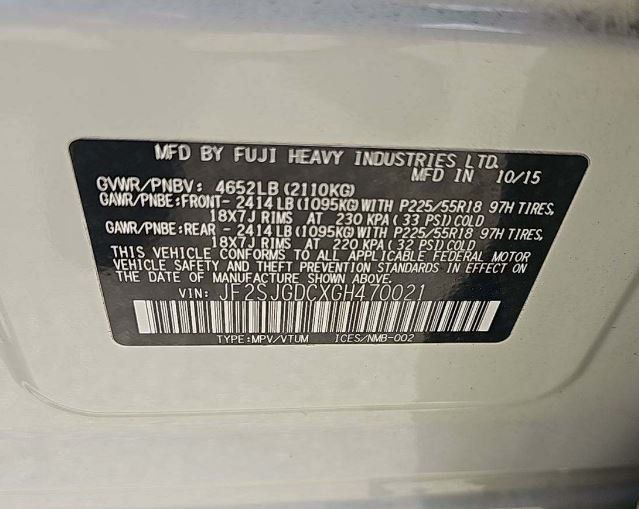 MFD BY FUJI HEAVY INDUSTRIES LTD.
MFD IN 10/15
GVWR/PNBV: 4652LB (2110KG)
GAWR/PNBE:FRONT- 2414LB (1095KG) WITH P225/55R18 97H TIRES,
18X7J RIMS AT 230 KPA (33 PSI) COLD
GAWR/PNBE:REAR - 2414LB (1095KG) WITH P225/55R18 97H TIRES,
18X7J RIMS AT 220 KPA (32 PSI) COLD
THIS VEHICLE CONFORMS TO ALL APPLICABLE FEDERAL MOTOR
VEHICLE SAFETY AND THEFT PREVENTION STANDARDS IN EFFECT ON
THE DATE OF MANUFACTURE SHOWN ABOVE.
VIN: JF2SJGDCXGH470021
TYPE:MPV/VTUM ICES/NMB-002